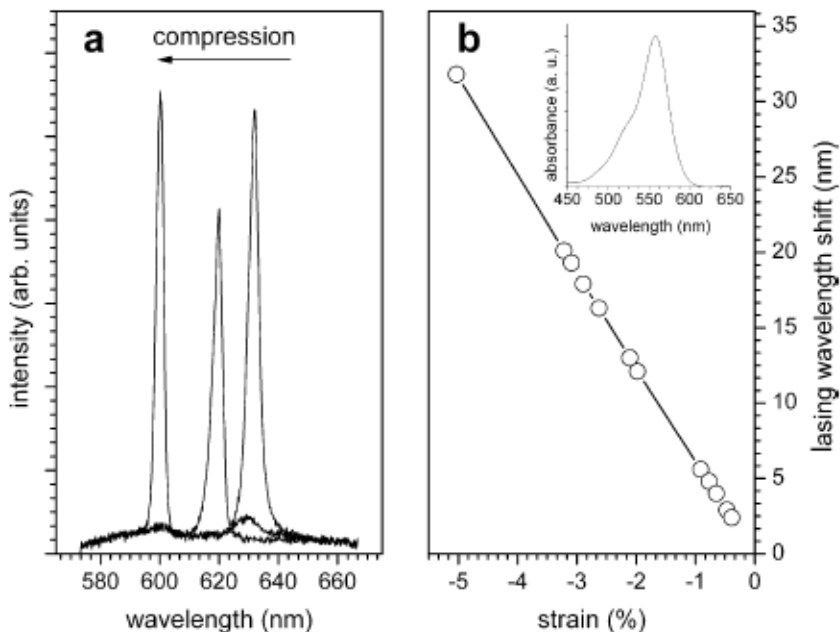 a
compression
intensity (arb. units)
580 600 620 640 660
wavelength (nm)
b
absorbance (a. u.)
450 500 550 600 650
wavelength (nm)
35
30
25
20
15
10
5
0
lasing wavelength shift (nm)
-5 -4 -3 -2 -1 0
strain (%)